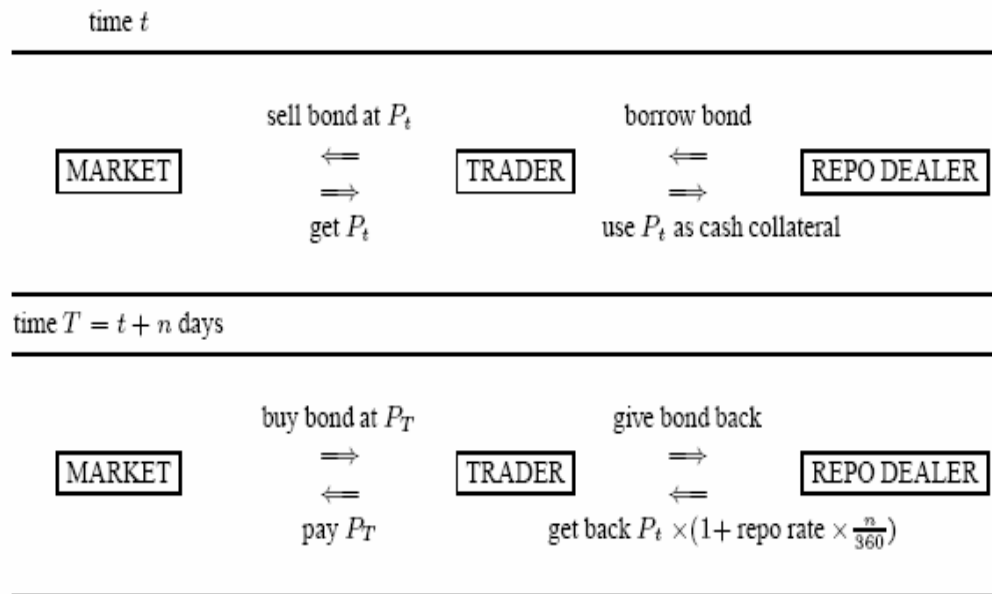 time t
sell bond at P_t borrow bond
⇐ ⇐
MARKET TRADER REPO DEALER
⇒ ⇒
get P_t use P_t as cash collateral
time T = t + n days
buy bond at P_T give bond back
⇒ ⇒
MARKET TRADER REPO DEALER
⇐ ⇐
pay P_T get back P_t ×(1+ repo rate × n/360)